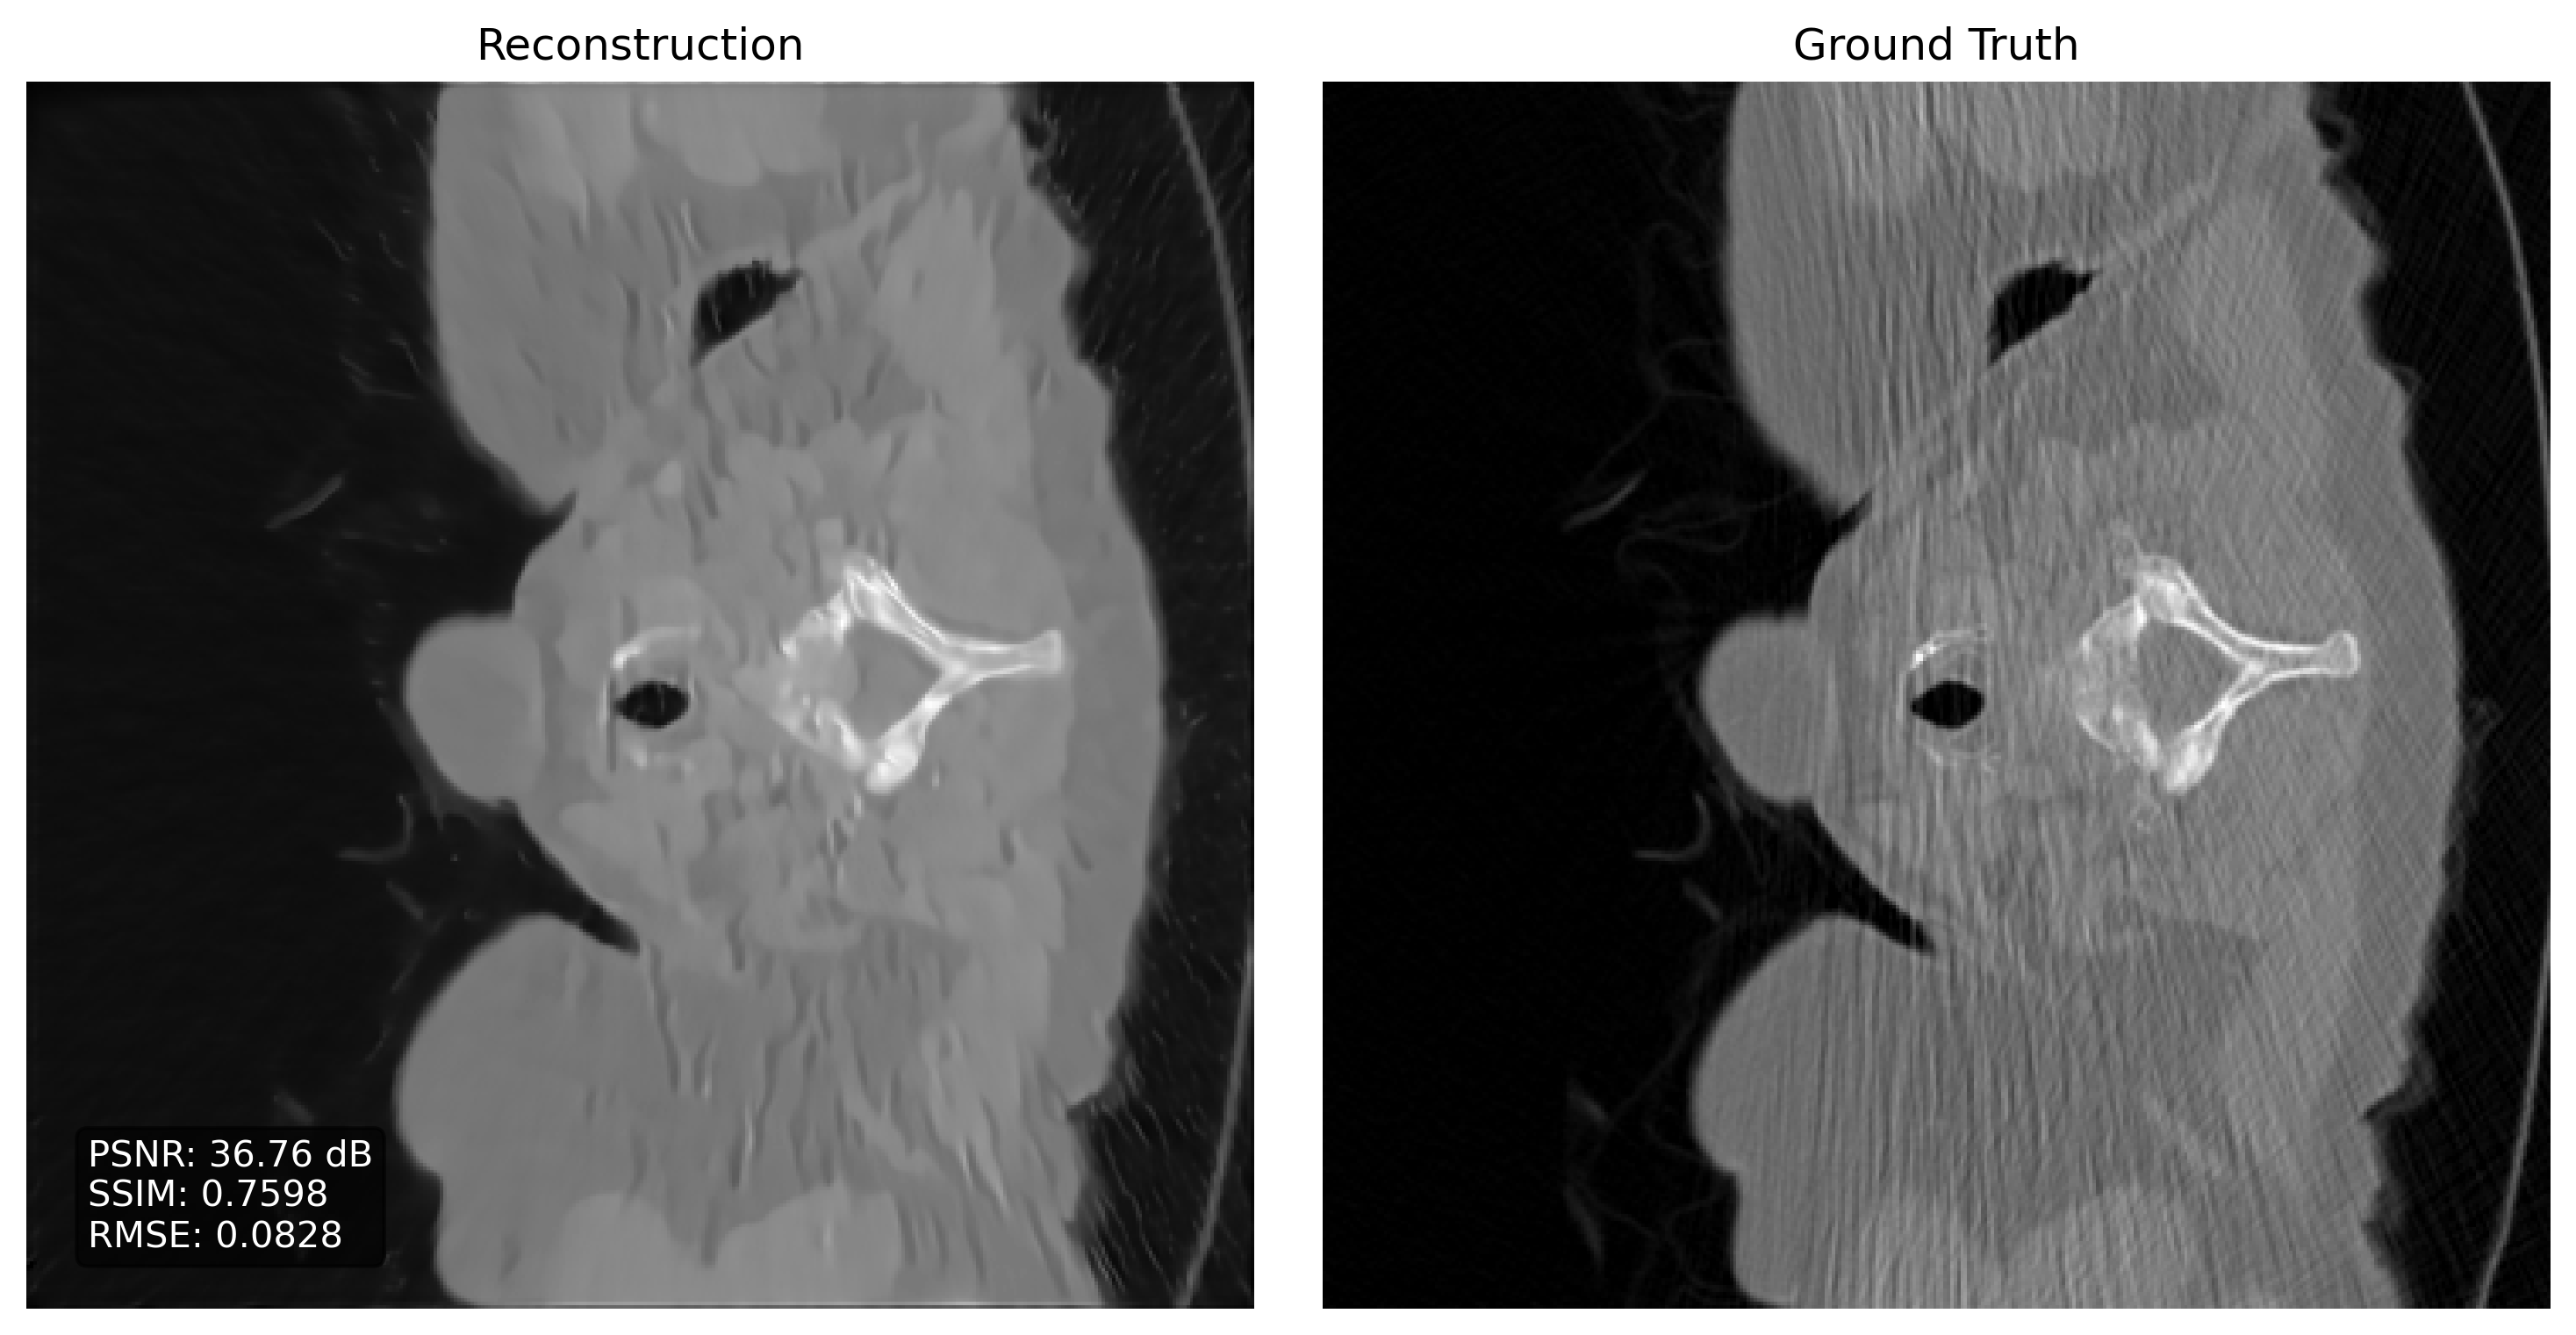 Reconstruction
Ground Truth
PSNR: 36.76 dB
SSIM: 0.7598
RMSE: 0.0828